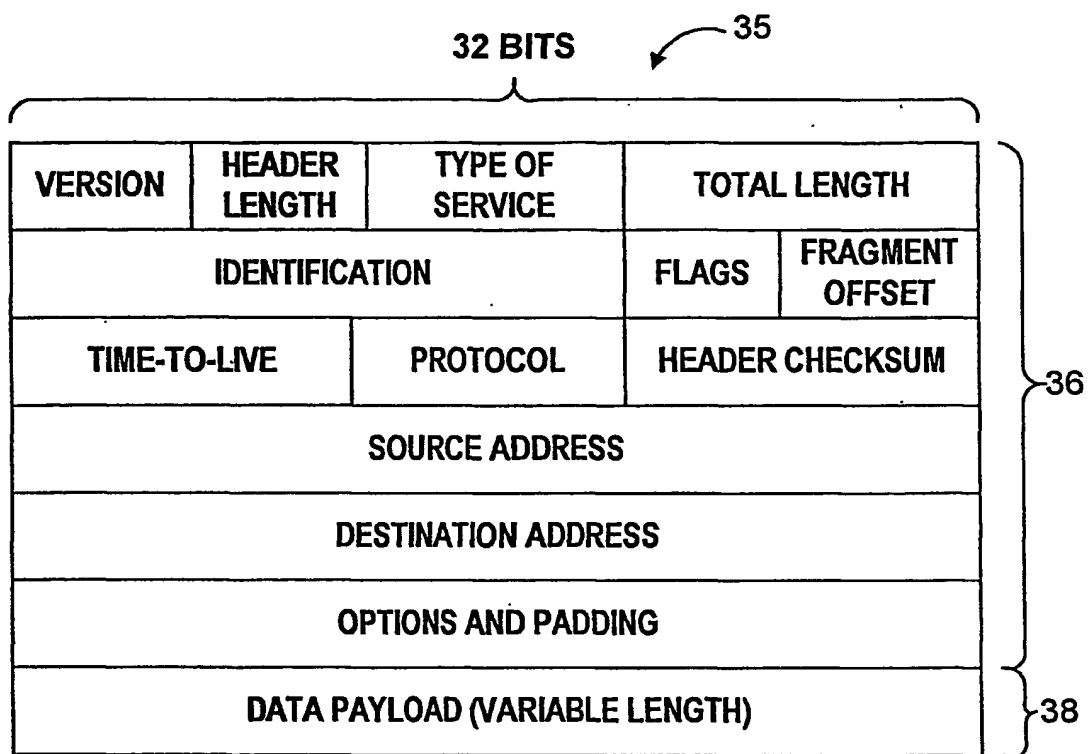 35
32 BITS
VERSION
HEADER
LENGTH
TYPE OF
SERVICE
TOTAL LENGTH
IDENTIFICATION
FLAGS
FRAGMENT
OFFSET
TIME-TO-LIVE
PROTOCOL
HEADER CHECKSUM
36
SOURCE ADDRESS
DESTINATION ADDRESS
OPTIONS AND PADDING
DATA PAYLOAD (VARIABLE LENGTH)
38